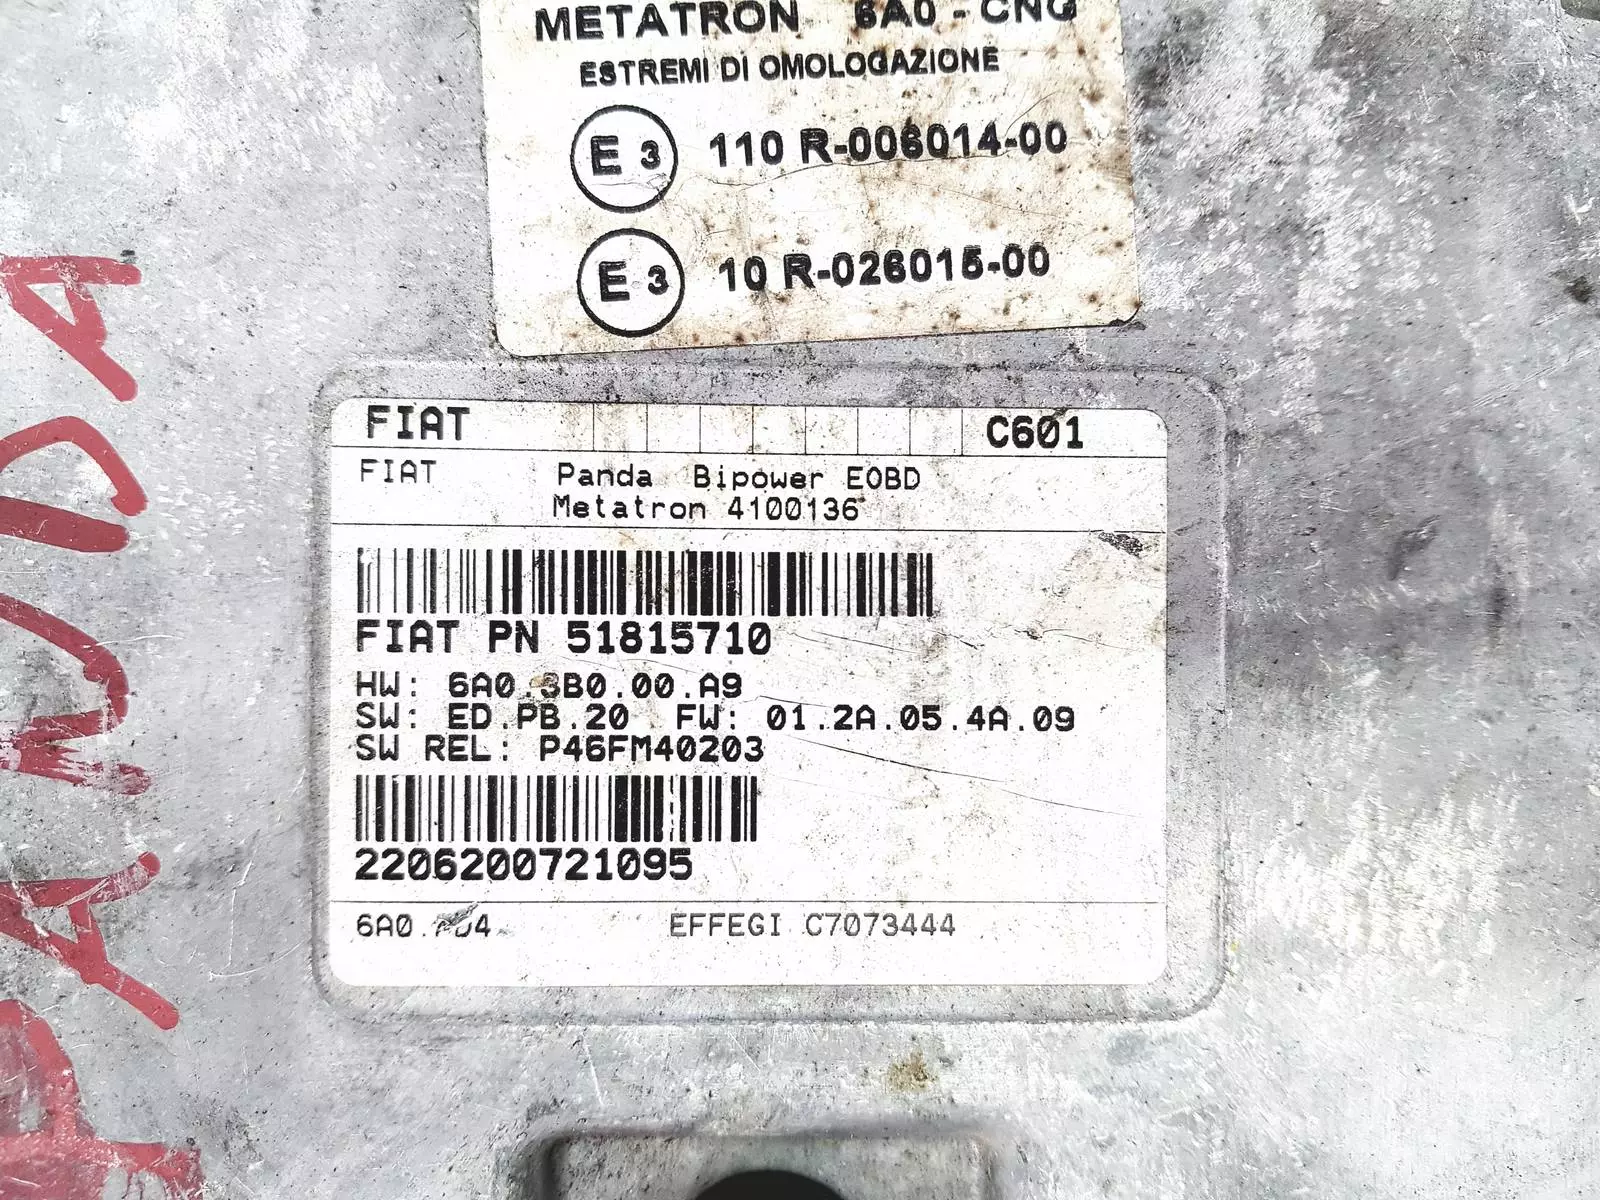 METATRON 6A0 - CNG
ESTREMI DI OMOLOGAZIONE
E 3 110 R-006014-00
E 3 10 R-026015-00
FIAT C601
FIAT Panda Bipower EOBD
Metatron 4100136
FIAT PN 51815710
HW: 6A0.3B0.00.A9
SW: ED.PB.20 FW: 01.2A.05.4A.09
SW REL: P46FM40203
2206200721095
EFFEGI C7073444
PANDA